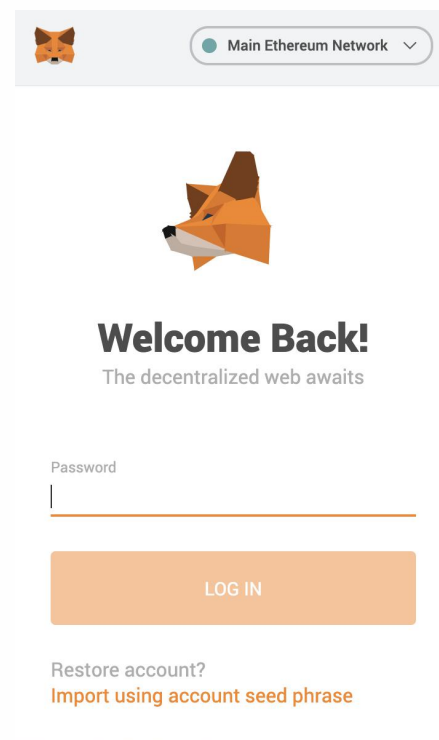 Main Ethereum Network
Welcome Back!
The decentralized web awaits
Password
LOG IN
Restore account?
Import using account seed phrase